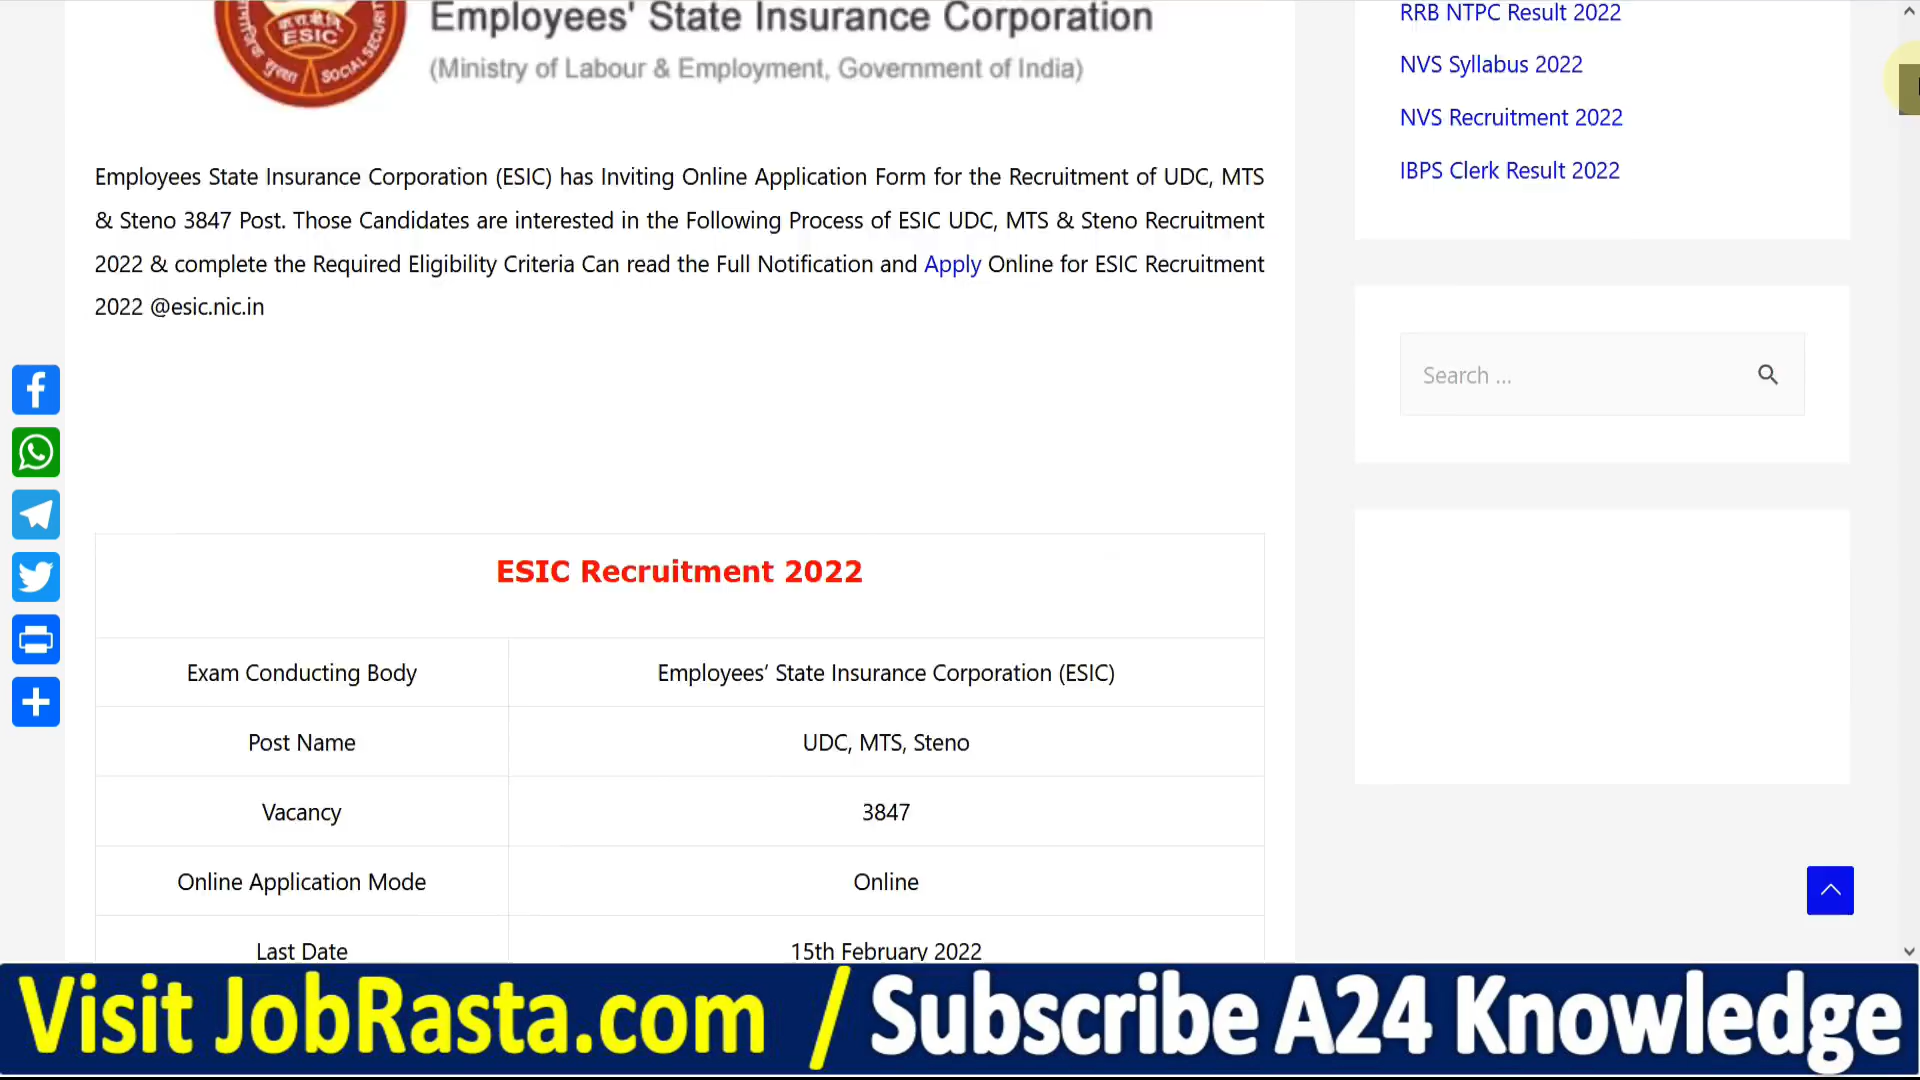 Employees' State Insurance Corporation
(Ministry of Labour & Employment, Government of India)
क.रा.बी.नि.
ESIC
SOCIAL SECURITY
सुरक्षा
Employees State Insurance Corporation (ESIC) has Inviting Online Application Form for the Recruitment of UDC, MTS
& Steno 3847 Post. Those Candidates are interested in the Following Process of ESIC UDC, MTS & Steno Recruitment
2022 & complete the Required Eligibility Criteria Can read the Full Notification and Apply Online for ESIC Recruitment
2022 @esic.nic.in
RRB NTPC Result 2022
NVS Syllabus 2022
NVS Recruitment 2022
IBPS Clerk Result 2022
Search ...
ESIC Recruitment 2022
Exam Conducting Body Employees’ State Insurance Corporation (ESIC)
Post Name UDC, MTS, Steno
Vacancy 3847
Online Application Mode Online
Last Date 15th February 2022
Visit JobRasta.com / Subscribe A24 Knowledge